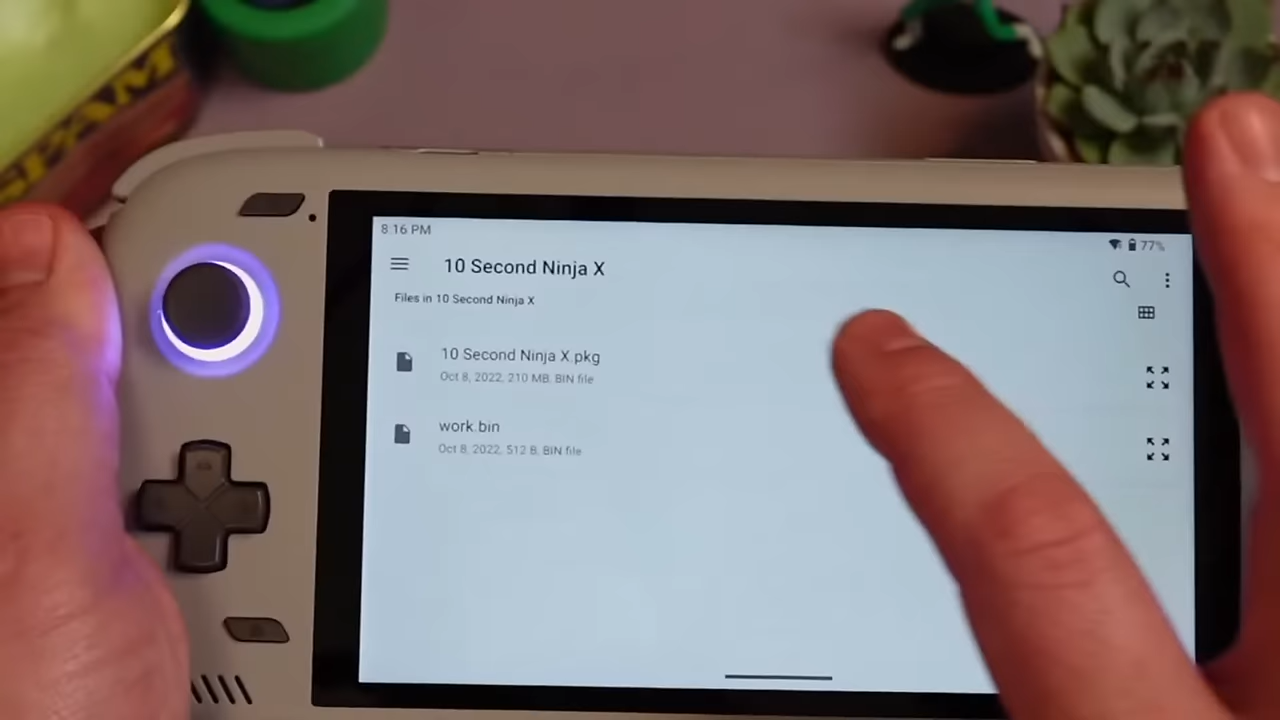 SPAM
8:16 PM
77%
10 Second Ninja X
Files in 10 Second Ninja X
10 Second Ninja X.pkg
Oct 8, 2022, 210 MB, BIN file
work.bin
Oct 8, 2022, 512 B, BIN file